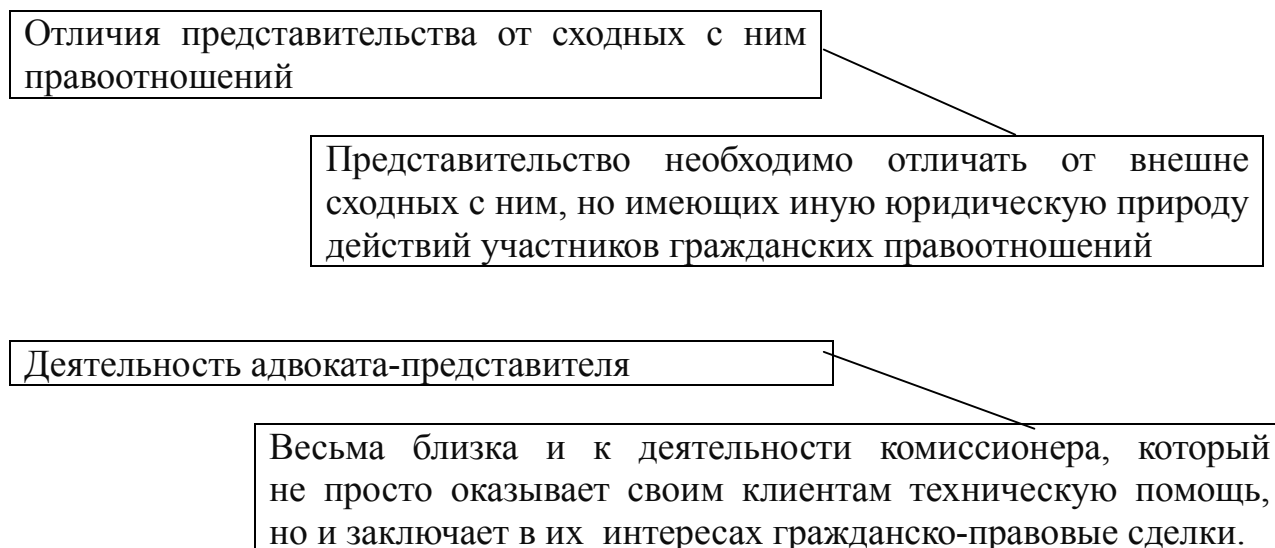 Отличия представительства от сходных с ним
правоотношений
Представительство необходимо отличать от внешне
сходных с ним, но имеющих иную юридическую природу
действий участников гражданских правоотношений
Деятельность адвоката-представителя
Весьма близка и к деятельности комиссионера, который
не просто оказывает своим клиентам техническую помощь,
но и заключает в их интересах гражданско-правовые сделки.